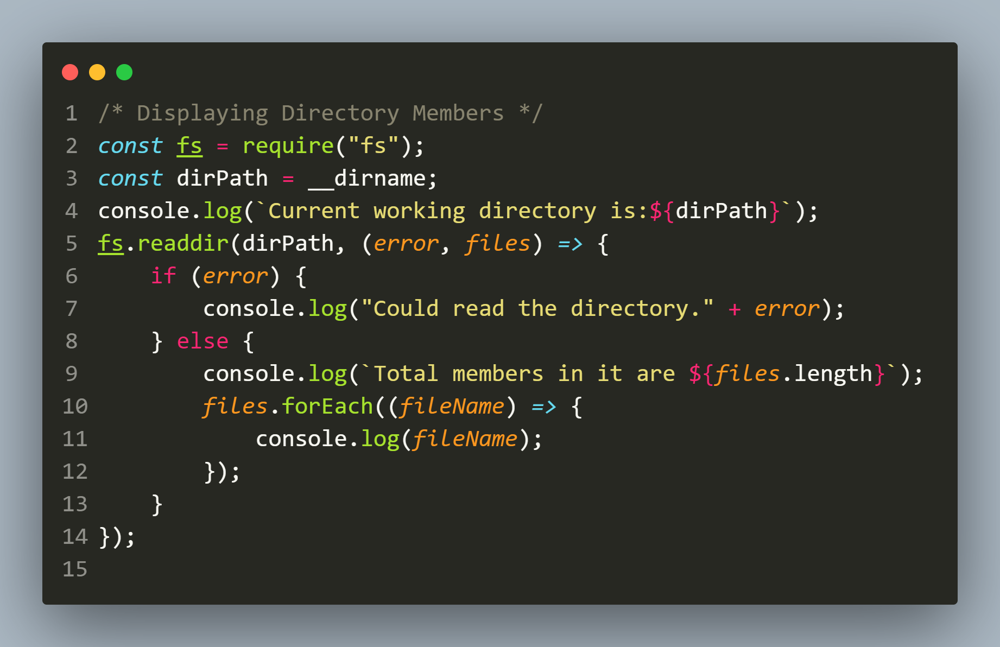 1 /* Displaying Directory Members */
2 const fs = require("fs");
3 const dirPath = __dirname;
4 console.log(`Current working directory is:${dirPath}`);
5 fs.readdir(dirPath, (error, files) => {
6     if (error) {
7         console.log("Could read the directory." + error);
8     } else {
9         console.log(`Total members in it are ${files.length}`);
10         files.forEach((fileName) => {
11             console.log(fileName);
12         });
13     }
14 });
15